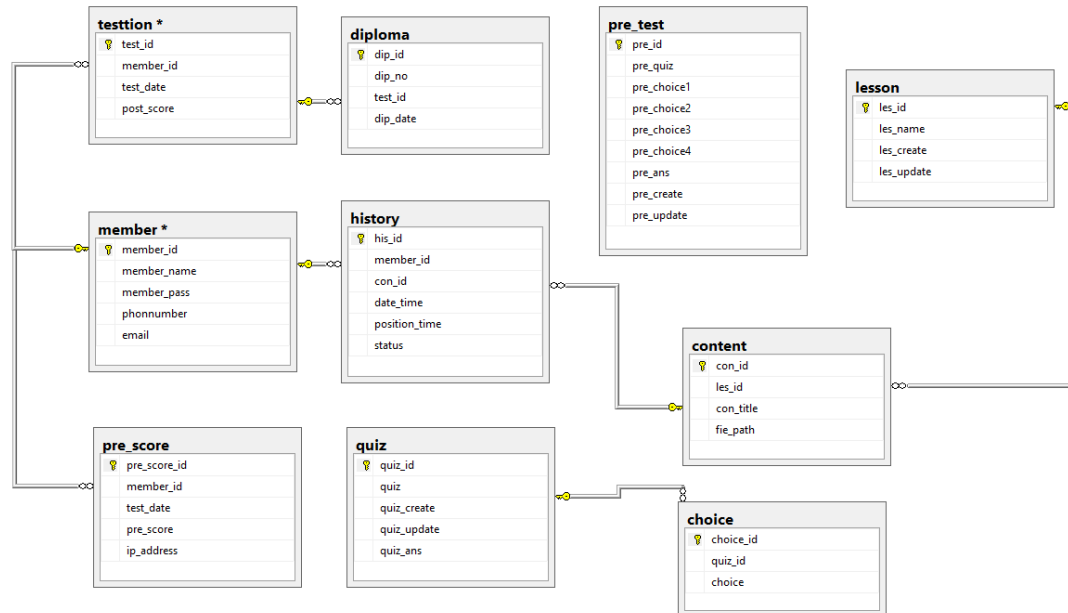 testtion *
test_id
member_id
test_date
post_score
diploma
dip_id
dip_no
test_id
dip_date
pre_test
pre_id
pre_quiz
pre_choice1
pre_choice2
pre_choice3
pre_choice4
pre_ans
pre_create
pre_update
lesson
les_id
les_name
les_create
les_update
member *
member_id
member_name
member_pass
phonnumber
email
history
his_id
member_id
con_id
date_time
position_time
status
content
con_id
les_id
con_title
fie_path
pre_score
pre_score_id
member_id
test_date
pre_score
ip_address
quiz
quiz_id
quiz
quiz_create
quiz_update
quiz_ans
choice
choice_id
quiz_id
choice